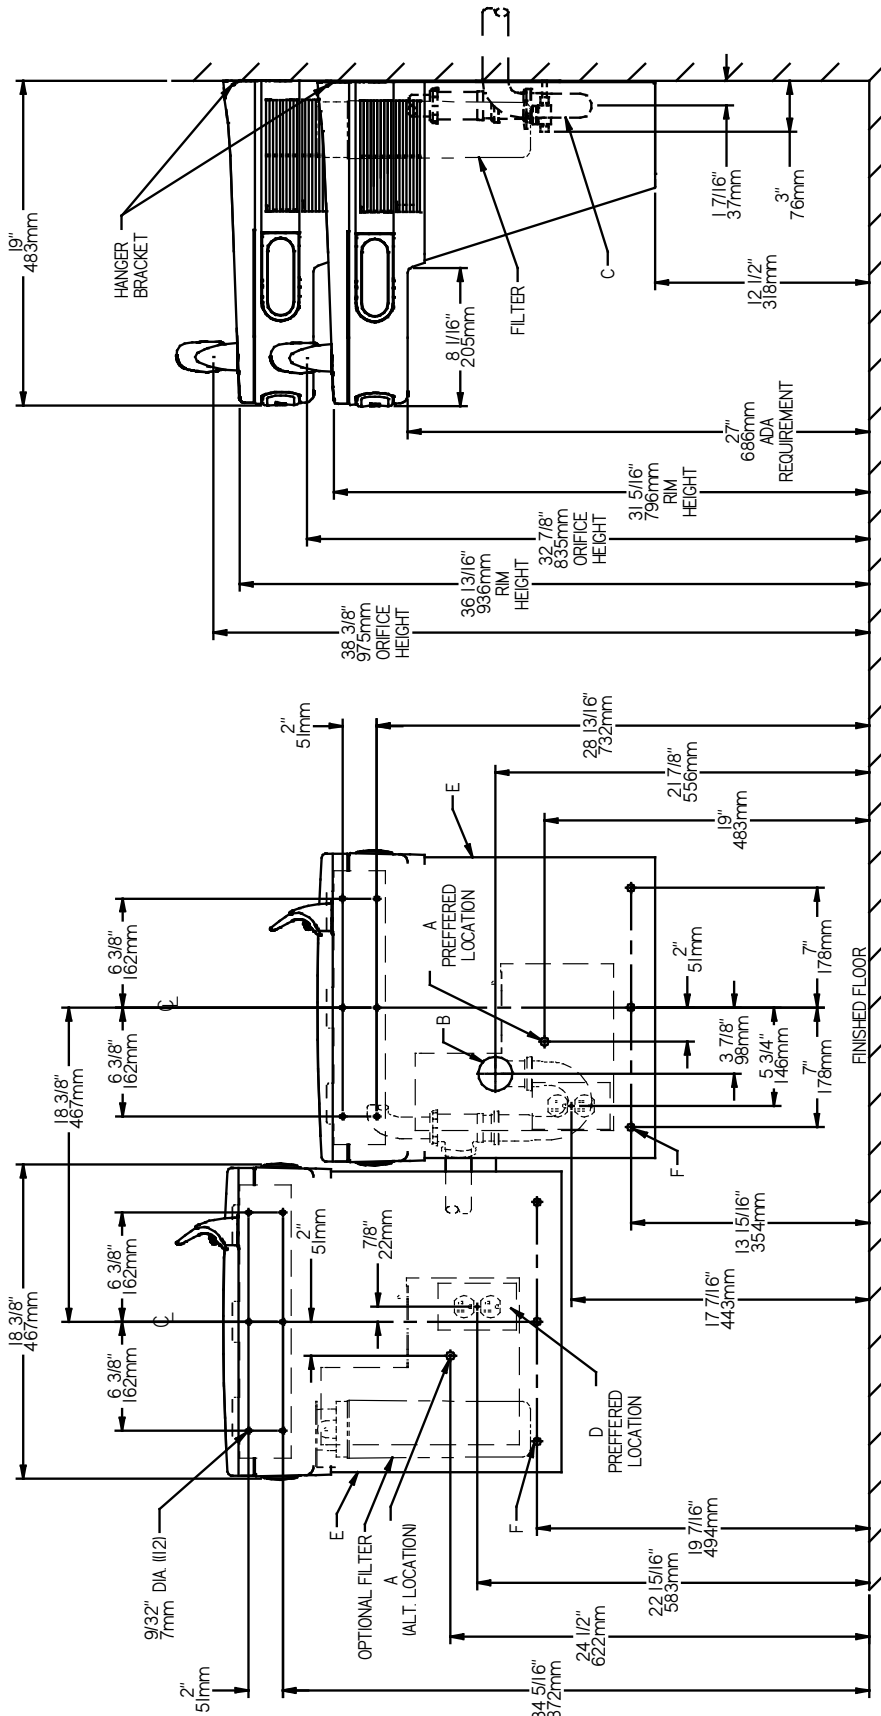 19"
483mm
HANGER
BRACKET
FILTER
C
8 1/16"
205mm
1 7/16"
37mm
3"
76mm
12 1/2"
318mm
27"
686mm
ADA
REQUIREMENT
31 5/16"
796mm
RIM
HEIGHT
32 7/8"
835mm
ORIFICE
HEIGHT
36 13/16"
936mm
RIM
HEIGHT
38 3/8"
975mm
ORIFICE
HEIGHT
2"
51mm
28 13/16"
732mm
21 7/8"
556mm
19"
483mm
E
A
PREFFERED
LOCATION
B
6 3/8"
162mm
6 3/8"
162mm
18 3/8"
467mm
CL
2"
51mm
7"
178mm
3 7/8"
98mm
5 3/4"
146mm
7"
178mm
FINISHED FLOOR
F
13 15/16"
354mm
17 7/16"
443mm
18 3/8"
467mm
6 3/8"
162mm
6 3/8"
162mm
CL
2"
51mm
7/8"
22mm
D
PREFFERED
LOCATION
E
F
OPTIONAL FILTER
A
(ALT. LOCATION)
9/32" DIA. (12)
7mm
2"
51mm
19 7/16"
494mm
22 15/16"
583mm
24 1/2"
622mm
34 5/16"
872mm